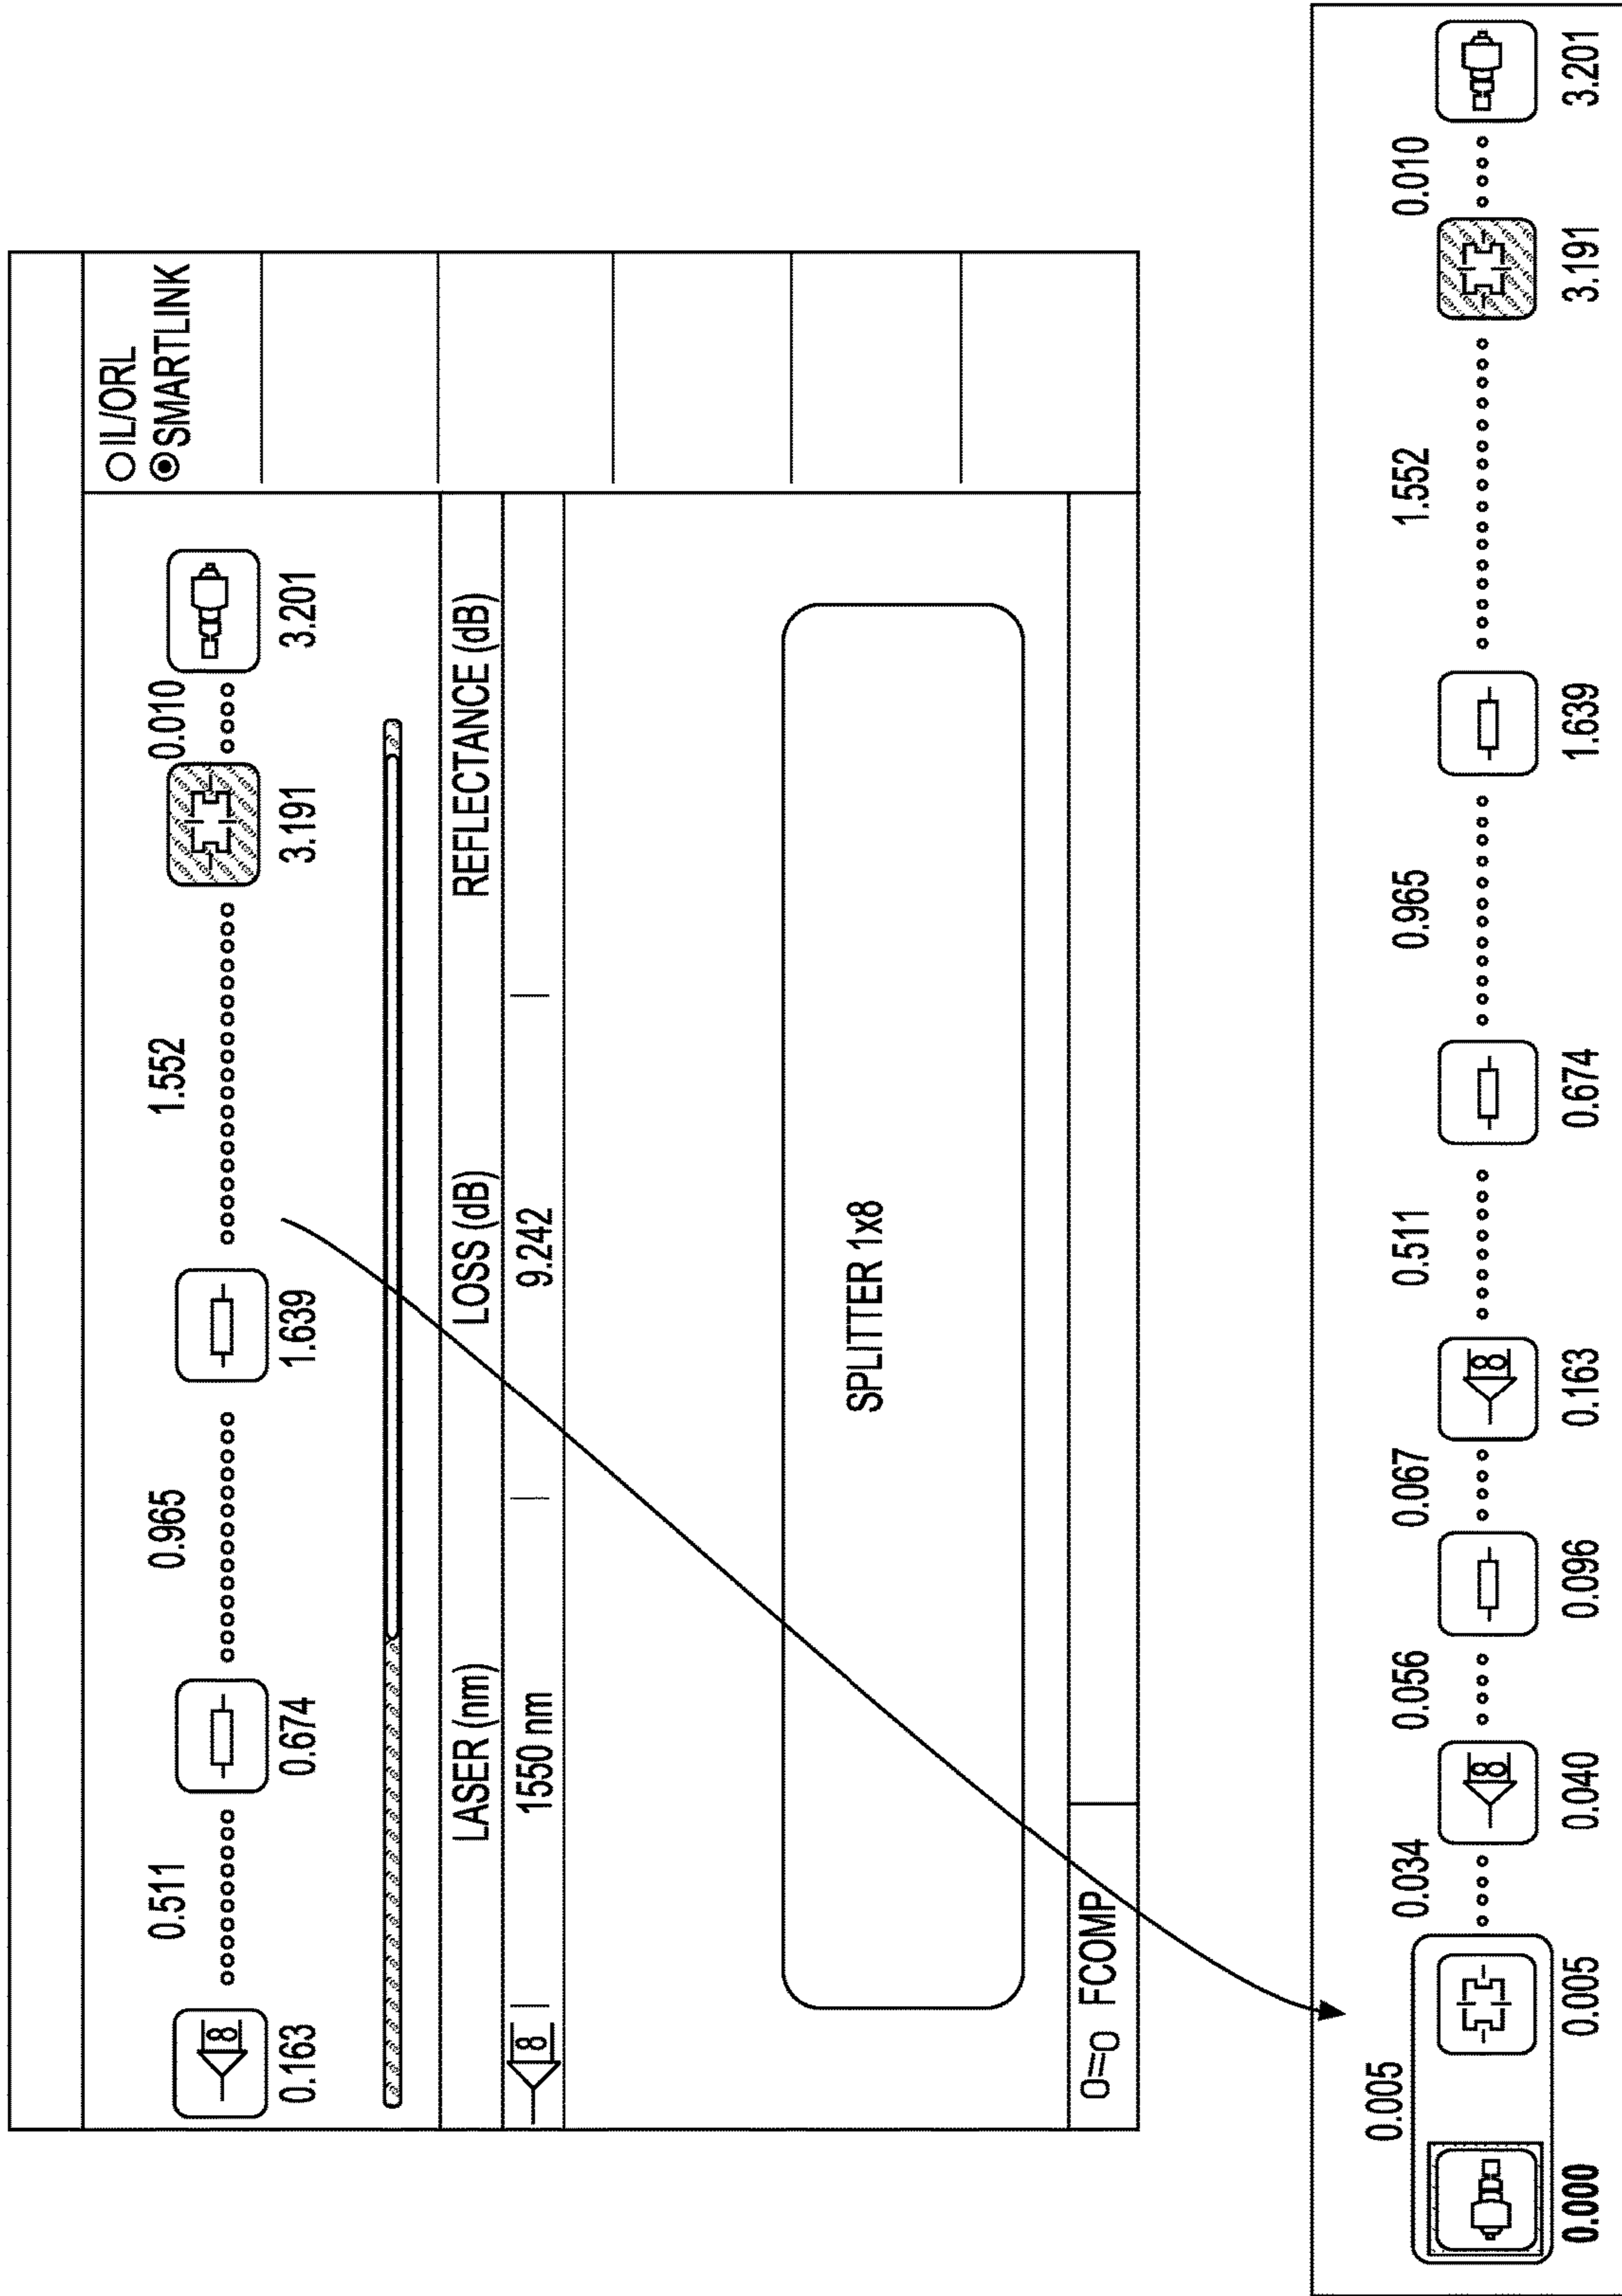 IL/ORL
SMARTLINK
0.511 0.965 1.552 0.010
8
0.163 0.674 1.639 3.191 3.201
LASER (nm) LOSS (dB) REFLECTANCE (dB)
8 1550 nm 9.242
SPLITTER 1x8
FCOMP
0.005 0.034 0.056 0.067 0.511 0.965 1.552 0.010
8 8
0.000 0.005 0.040 0.096 0.163 0.674 1.639 3.191 3.201